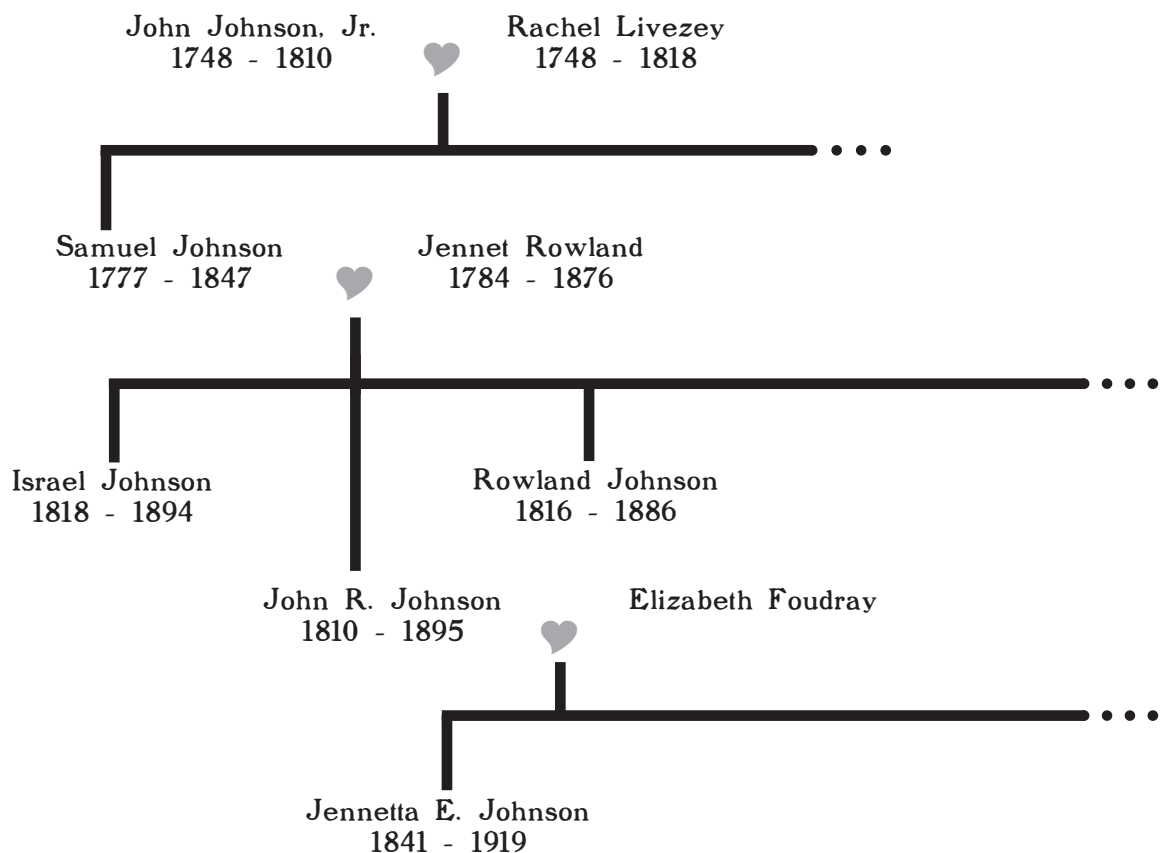 John Johnson, Jr.
1748 - 1810
Rachel Livezey
1748 - 1818
Samuel Johnson
1777 - 1847
Jennet Rowland
1784 - 1876
Israel Johnson
1818 - 1894
Rowland Johnson
1816 - 1886
John R. Johnson
1810 - 1895
Elizabeth Foudray
Jennetta E. Johnson
1841 - 1919